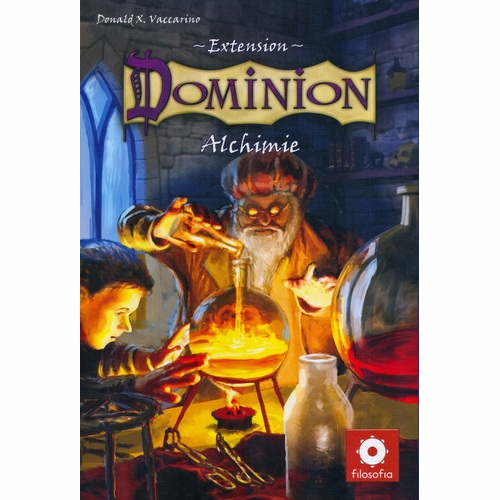 Donald X. Vaccarino
~Extension~
Dominion
Alchimie
filosofia